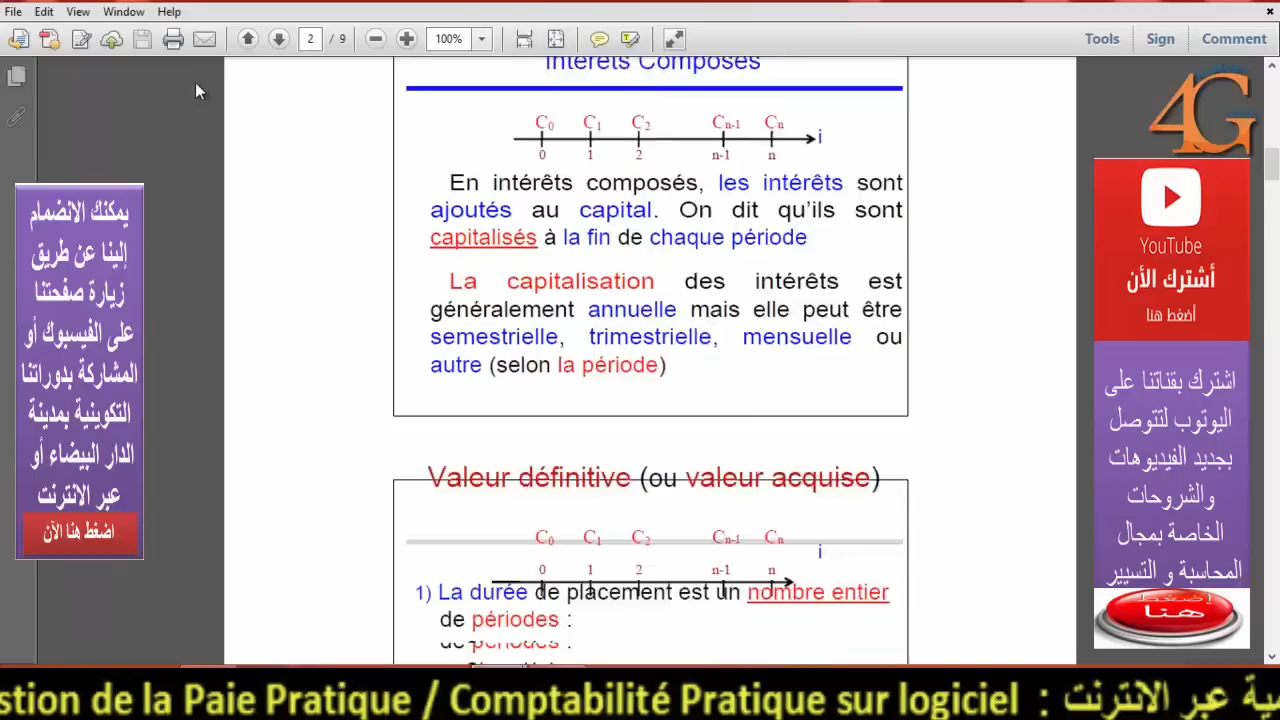 File Edit View Window Help
2 / 9 100% Tools Sign Comment
Intérêts Composés
C0 C1 C2 Cn-1 Cn i
0 1 2 n-1 n
En intérêts composés, les intérêts sont
ajoutés au capital. On dit qu'ils sont
capitalisés à la fin de chaque période
La capitalisation des intérêts est
généralement annuelle mais elle peut être
semestrielle, trimestrielle, mensuelle ou
autre (selon la période)
Valeur définitive (ou valeur acquise)
C0 C1 C2 Cn-1 Cn i
0 1 2 n-1 n
1) La durée de placement est un nombre entier
de périodes :
de périodes :
يمكنك الانضمام
إلينا عن طريق
زيارة صفحتنا
على الفيسبوك أو
المشاركة بدوراتنا
التكوينية بمدينة
الدار البيضاء أو
عبر الانترنت
اضغط هنا الآن
4G
YouTube
أشترك الأن
أضغط هنا
اشترك بقناتنا على
اليوتوب لتتوصل
بجديد الفيديوهات
والشروحات
الخاصة بمجال
المحاسبة و التسيير
إضغط
هنا
stion de la Paie Pratique / Comptabilité Pratique sur logiciel : ية عبر الانترنت